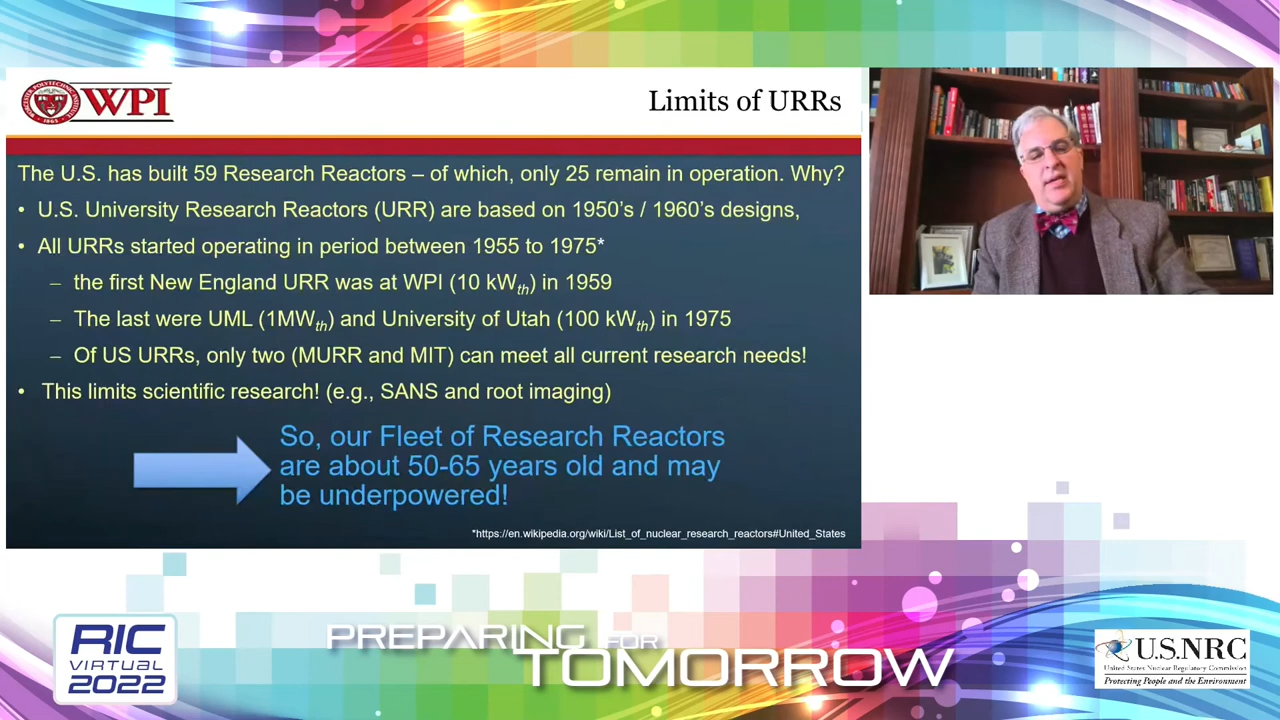 WPI
Limits of URRs
The U.S. has built 59 Research Reactors – of which, only 25 remain in operation. Why?
• U.S. University Research Reactors (URR) are based on 1950's / 1960's designs,
• All URRs started operating in period between 1955 to 1975*
– the first New England URR was at WPI (10 kWth) in 1959
– The last were UML (1MWth) and University of Utah (100 kWth) in 1975
– Of US URRs, only two (MURR and MIT) can meet all current research needs!
• This limits scientific research! (e.g., SANS and root imaging)
So, our Fleet of Research Reactors
are about 50-65 years old and may
be underpowered!
*https://en.wikipedia.org/wiki/List_of_nuclear_research_reactors#United_States
RIC
VIRTUAL
2022
PREPARING FOR
TOMORROW
U.S.NRC
United States Nuclear Regulatory Commission
Protecting People and the Environment